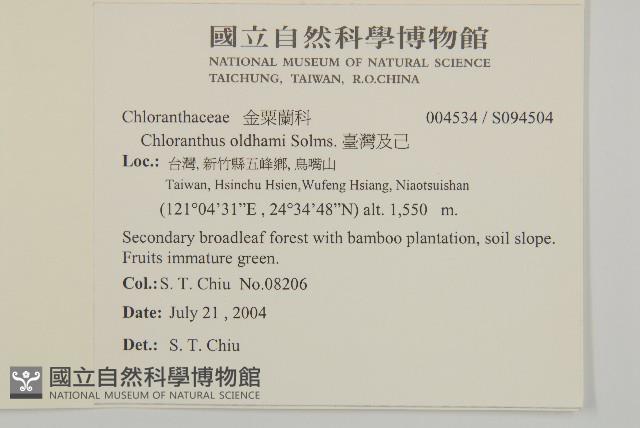 國立自然科學博物館
NATIONAL MUSEUM OF NATURAL SCIENCE
TAICHUNG, TAIWAN, R.O.CHINA
Chloranthaceae 金粟蘭科 004534 / S094504
Chloranthus oldhami Solms. 臺灣及己
Loc.: 台灣, 新竹縣五峰鄉, 鳥嘴山
Taiwan, Hsinchu Hsien,Wufeng Hsiang, Niaotsuishan
(121°04’31”E , 24°34’48”N) alt. 1,550 m.
Secondary broadleaf forest with bamboo plantation, soil slope.
Fruits immature green.
Col.: S. T. Chiu No.08206
Date: July 21 , 2004
Det.: S. T. Chiu
國立自然科學博物館
NATIONAL MUSEUM OF NATURAL SCIENCE